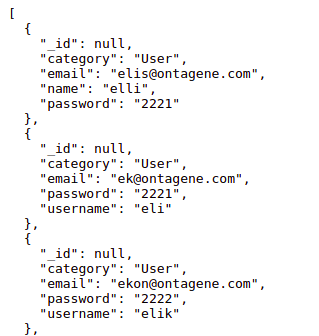 [
  {
    "_id": null,
    "category": "User",
    "email": "elis@ontagene.com",
    "name": "elli",
    "password": "2221"
  },
  {
    "_id": null,
    "category": "User",
    "email": "ek@ontagene.com",
    "password": "2221",
    "username": "eli"
  },
  {
    "_id": null,
    "category": "User",
    "email": "ekon@ontagene.com",
    "password": "2222",
    "username": "elik"
  },